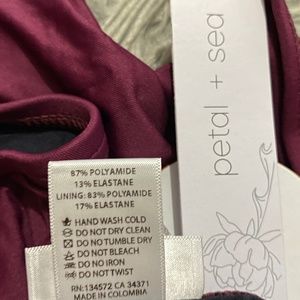 petal + sea
87% POLYAMIDE
13% ELASTANE
LINING: 83% POLYAMIDE
17% ELASTANE
HAND WASH COLD
DO NOT DRY CLEAN
DO NOT TUMBLE DRY
DO NOT BLEACH
DO NO IRON
DO NOT TWIST
RN: 134572 CA 34371
MADE IN COLOMBIA